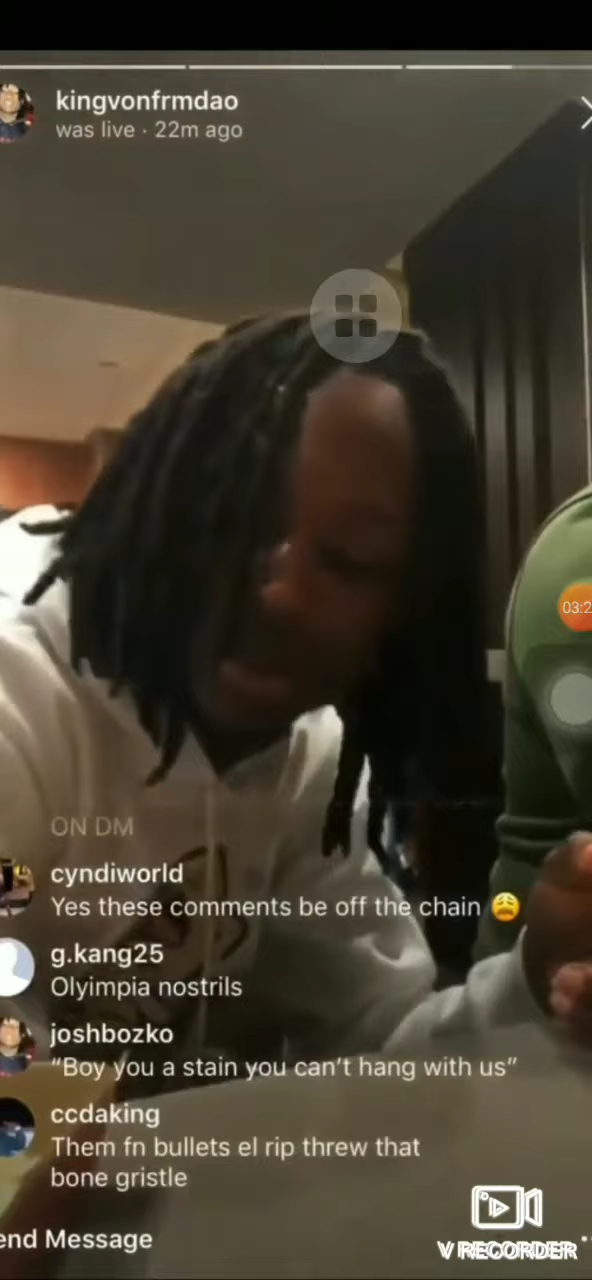 kingvonfrmdao
was live · 22m ago
03:2
ON DM
cyndiworld
Yes these comments be off the chain 😩
g.kang25
Olyimpia nostrils
joshbozko
“Boy you a stain you can’t hang with us”
ccdaking
Them fn bullets el rip threw that
bone gristle
end Message
V RECORDER